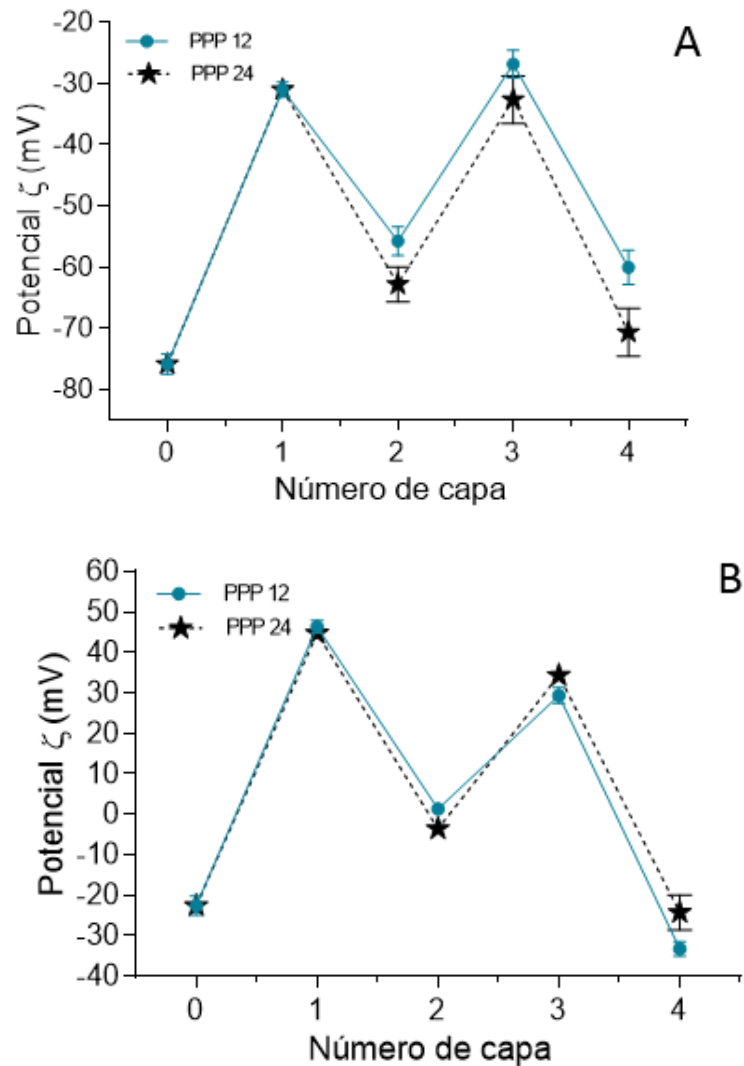 A
PPP 12
PPP 24
Potencial ζ (mV)
-20
-30
-40
-50
-60
-70
-80
0 1 2 3 4
Número de capa
B
PPP 12
PPP 24
Potencial ζ (mV)
60
50
40
30
20
10
0
-10
-20
-30
-40
0 1 2 3 4
Número de capa